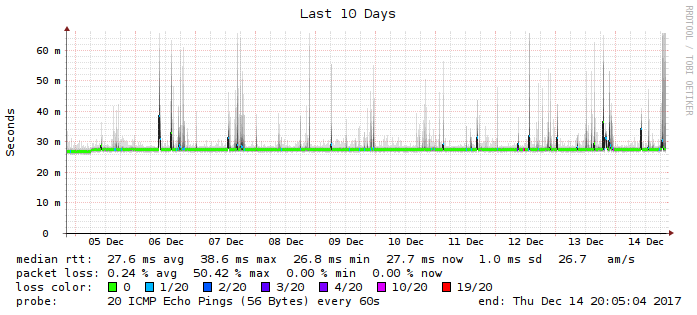 Last 10 Days
RRDTOOL / TOBI OETIKER
Seconds
60 m
50 m
40 m
30 m
20 m
10 m
0
05 Dec 06 Dec 07 Dec 08 Dec 09 Dec 10 Dec 11 Dec 12 Dec 13 Dec 14 Dec
median rtt: 27.6 ms avg 38.6 ms max 26.8 ms min 27.7 ms now 1.0 ms sd 26.7 am/s
packet loss: 0.24 % avg 50.42 % max 0.00 % min 0.00 % now
loss color: 0 1/20 2/20 3/20 4/20 10/20 19/20
probe: 20 ICMP Echo Pings (56 Bytes) every 60s end: Thu Dec 14 20:05:04 2017